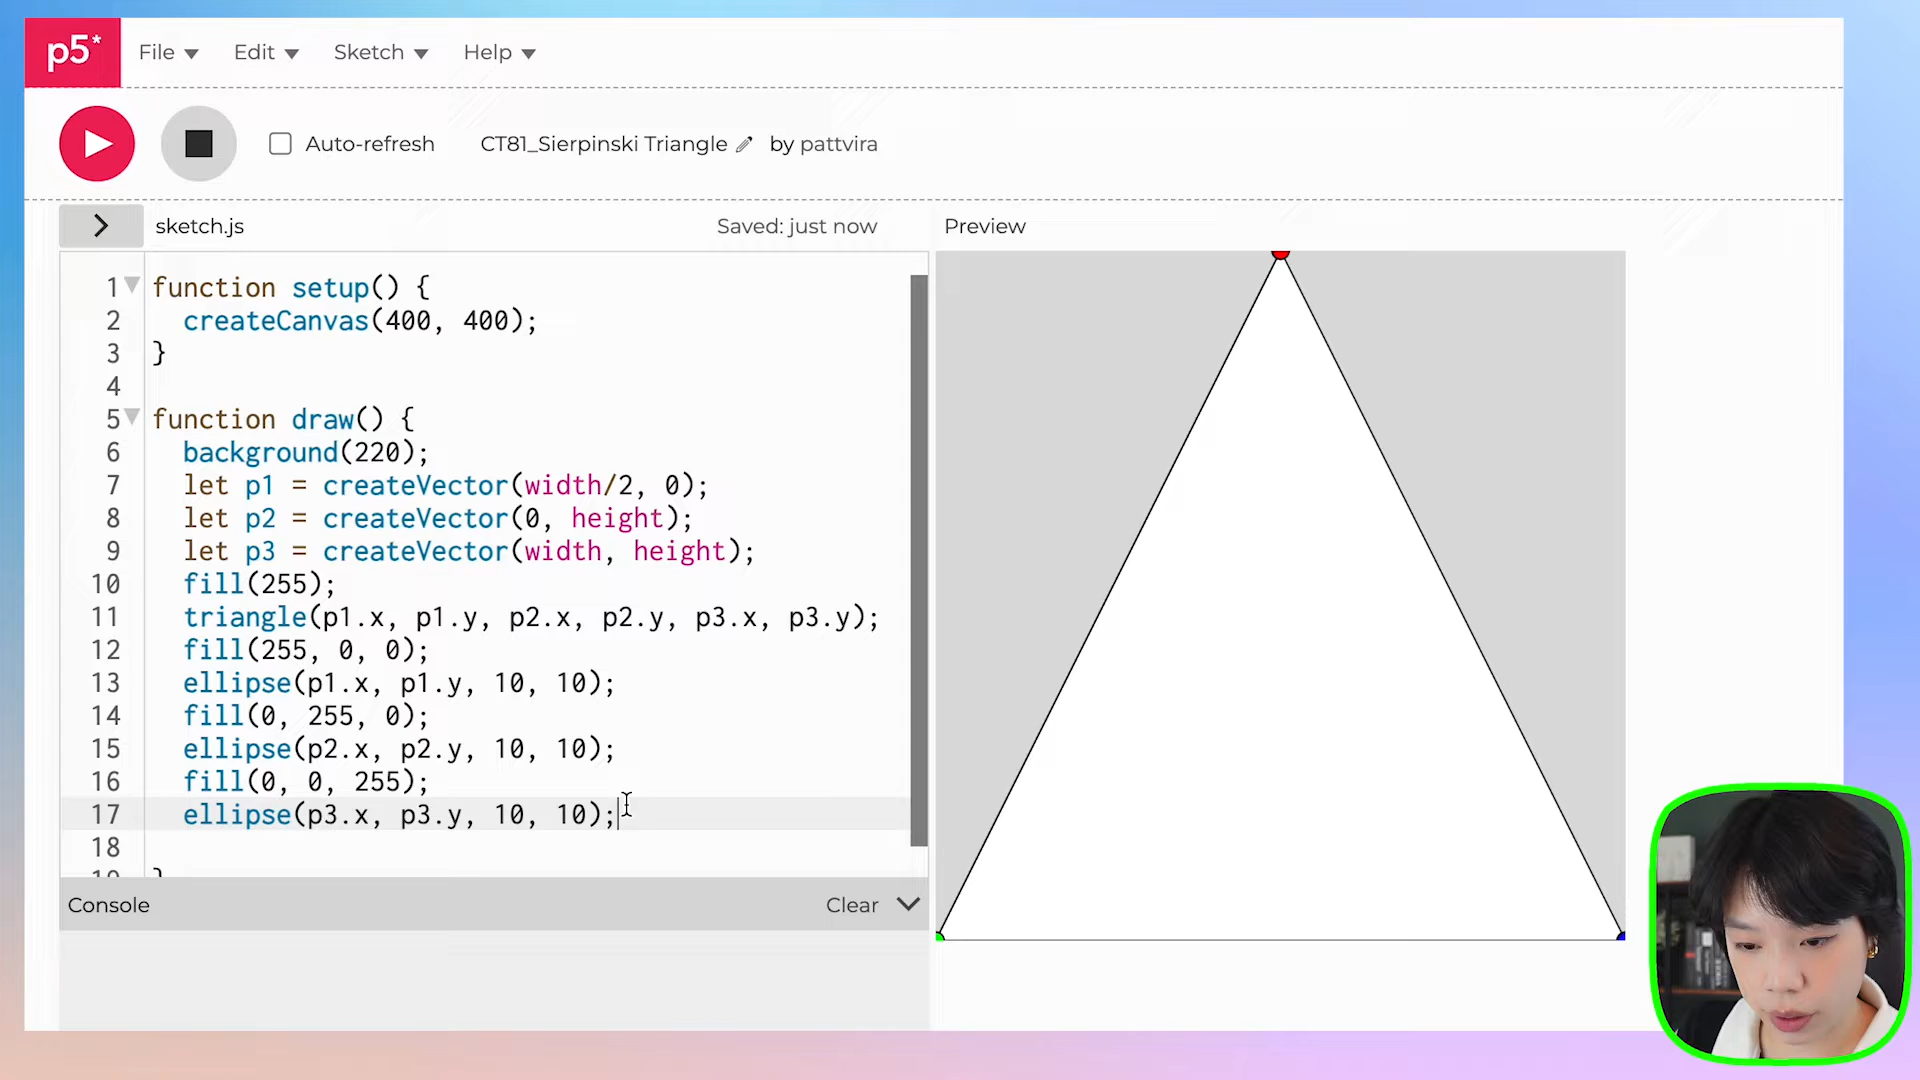 p5* File Edit Sketch Help
Auto-refresh CT81_Sierpinski Triangle by pattvira
sketch.js Saved: just now Preview
1 function setup() {
2 createCanvas(400, 400);
3 }
4
5 function draw() {
6 background(220);
7 let p1 = createVector(width/2, 0);
8 let p2 = createVector(0, height);
9 let p3 = createVector(width, height);
10 fill(255);
11 triangle(p1.x, p1.y, p2.x, p2.y, p3.x, p3.y);
12 fill(255, 0, 0);
13 ellipse(p1.x, p1.y, 10, 10);
14 fill(0, 255, 0);
15 ellipse(p2.x, p2.y, 10, 10);
16 fill(0, 0, 255);
17 ellipse(p3.x, p3.y, 10, 10);
18
19 }
Console Clear